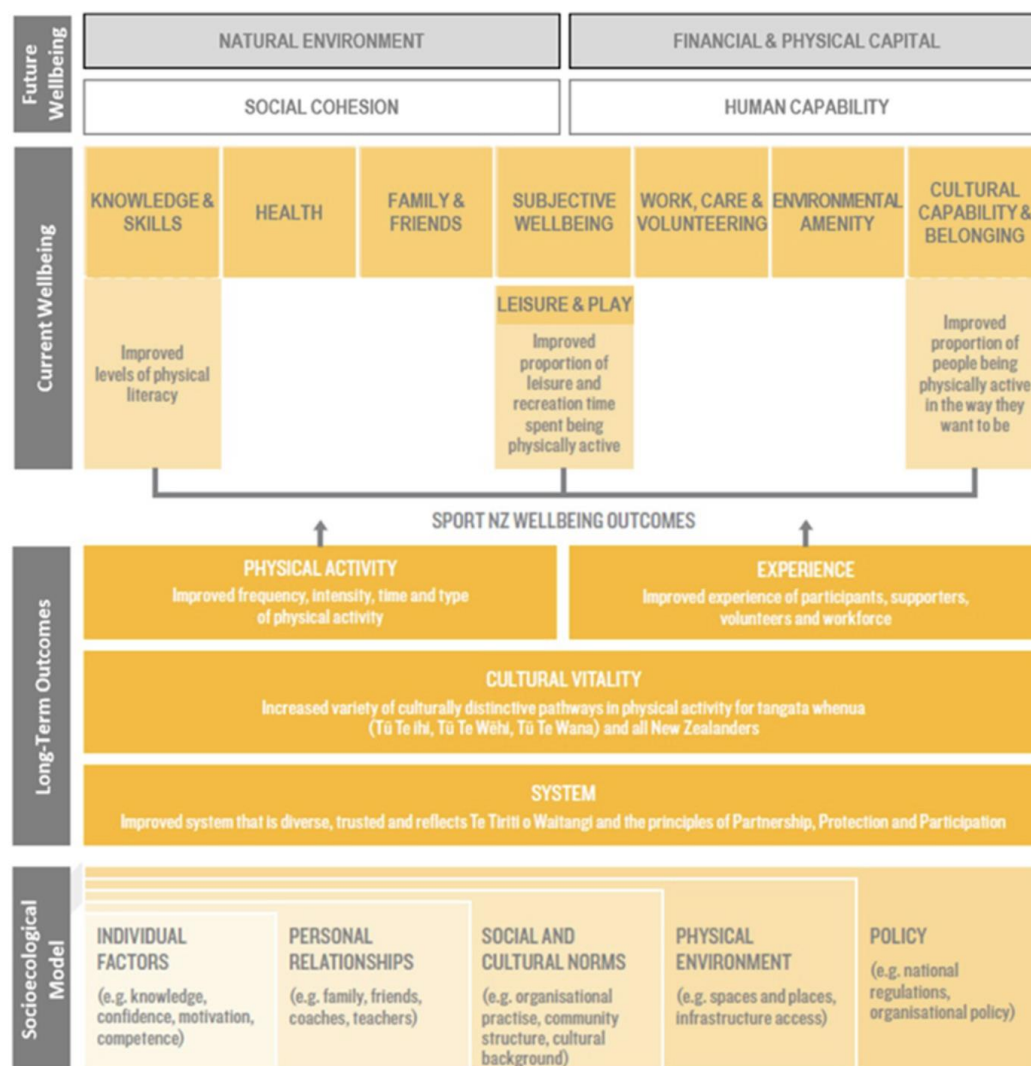 Future
Wellbeing
NATURAL ENVIRONMENT
FINANCIAL & PHYSICAL CAPITAL
SOCIAL COHESION
HUMAN CAPABILITY
Current Wellbeing
KNOWLEDGE &
SKILLS
HEALTH
FAMILY &
FRIENDS
SUBJECTIVE
WELLBEING
WORK, CARE &
VOLUNTEERING
ENVIRONMENTAL
AMENITY
CULTURAL
CAPABILITY &
BELONGING
Improved
levels of physical
literacy
LEISURE & PLAY
Improved
proportion of
leisure and
recreation time
spent being
physically active
Improved
proportion of
people being
physically active
in the way they
want to be
SPORT NZ WELLBEING OUTCOMES
Long-Term Outcomes
PHYSICAL ACTIVITY
Improved frequency, intensity, time and type
of physical activity
EXPERIENCE
Improved experience of participants, supporters,
volunteers and workforce
CULTURAL VITALITY
Increased variety of culturally distinctive pathways in physical activity for tangata whenua
(Tū Te ihi, Tū Te Wēhi, Tū Te Wana) and all New Zealanders
SYSTEM
Improved system that is diverse, trusted and reflects Te Tiriti o Waitangi and the principles of Partnership, Protection and Participation
Socioecological
Model
INDIVIDUAL
FACTORS
(e.g. knowledge,
confidence, motivation,
competence)
PERSONAL
RELATIONSHIPS
(e.g. family, friends,
coaches, teachers)
SOCIAL AND
CULTURAL NORMS
(e.g. organisational
practise, community
structure, cultural
background)
PHYSICAL
ENVIRONMENT
(e.g. spaces and places,
infrastructure access)
POLICY
(e.g. national
regulations,
organisational policy)